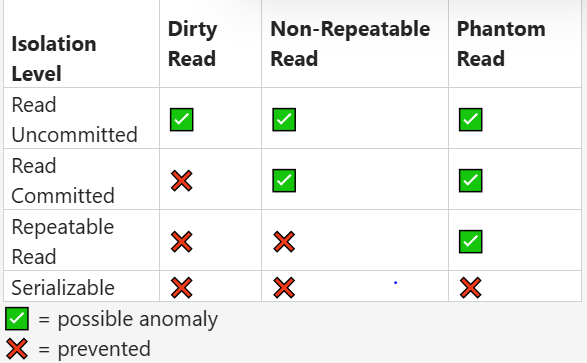 Isolation Level
Dirty Read
Non-Repeatable Read
Phantom Read
Read Uncommitted ✅ ✅ ✅
Read Committed ❌ ✅ ✅
Repeatable Read ❌ ❌ ✅
Serializable ❌ ❌ ❌
✅ = possible anomaly
❌ = prevented